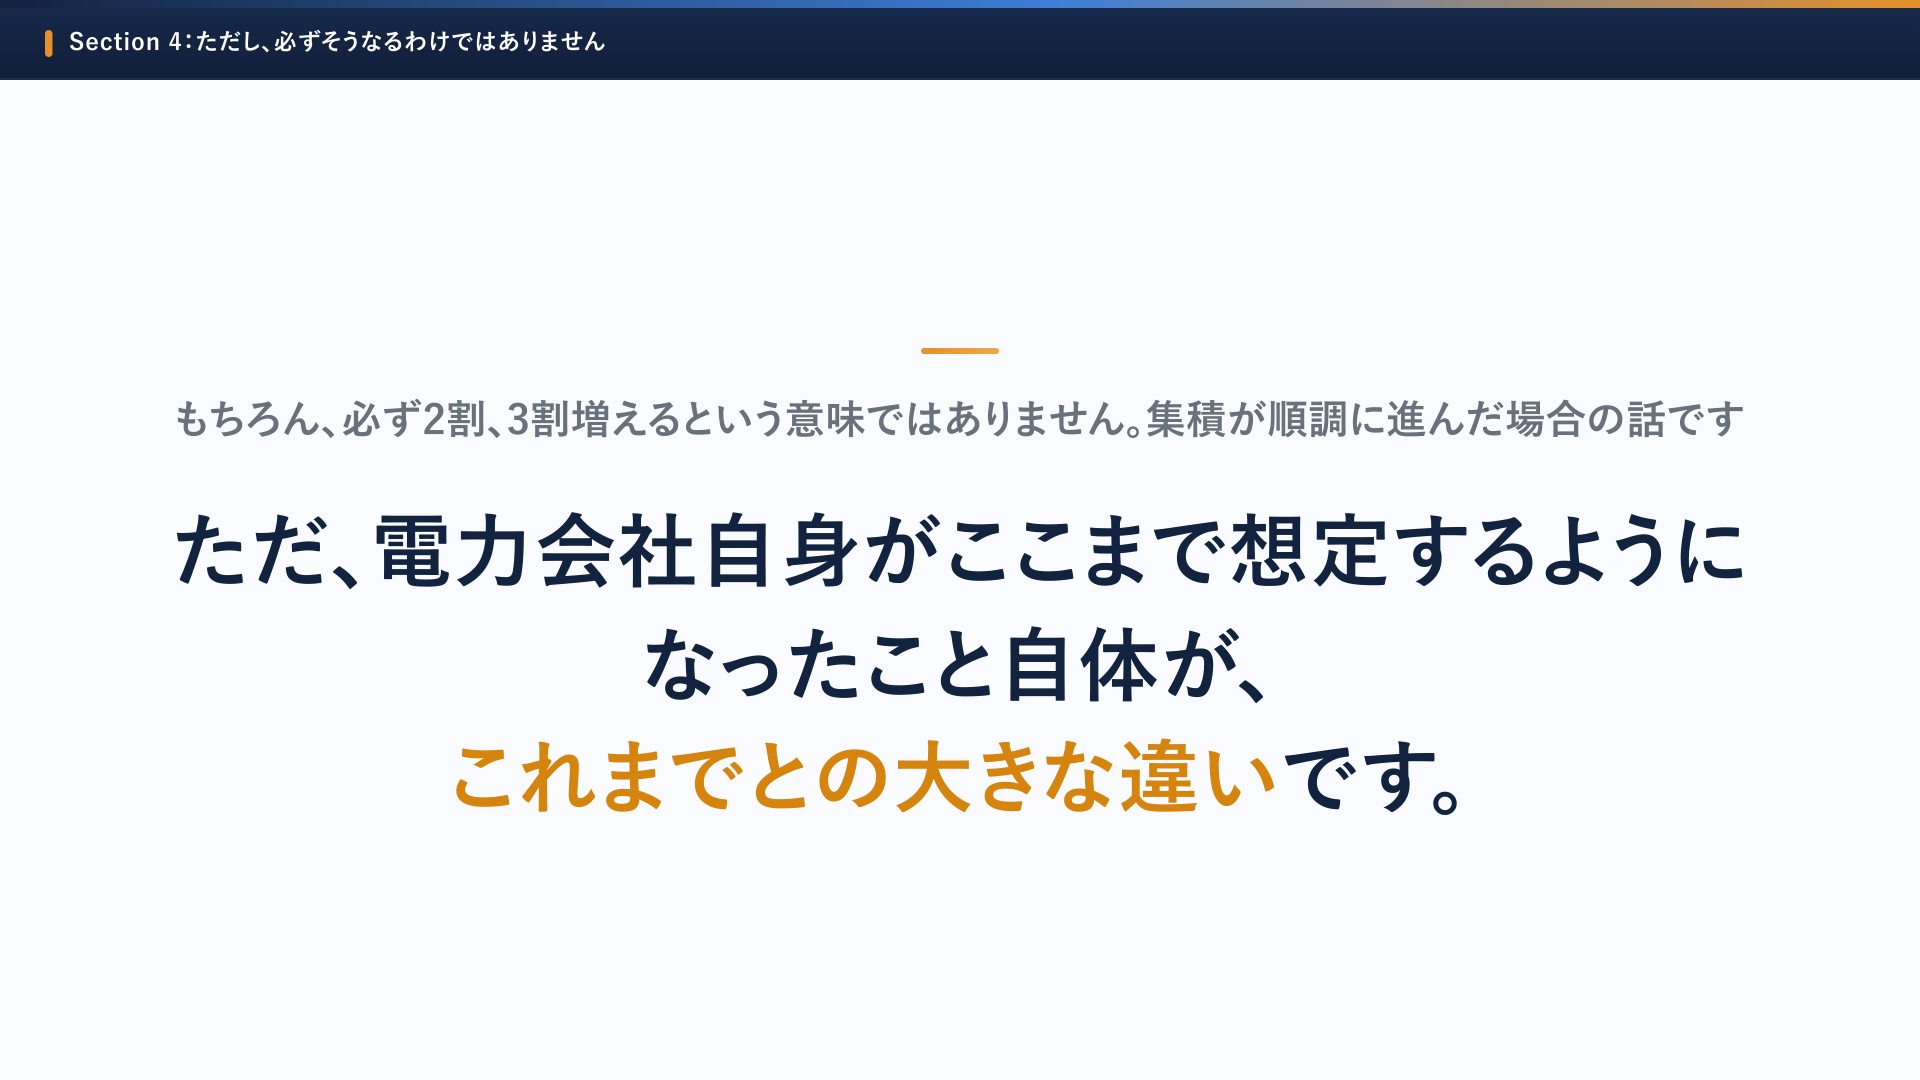 Section 4：ただし、必ずそうなるわけではありません
もちろん、必ず2割、3割増えるという意味ではありません。集積が順調に進んだ場合の話です
ただ、電力会社自身がここまで想定するように
なったこと自体が、
これまでとの大きな違いです。